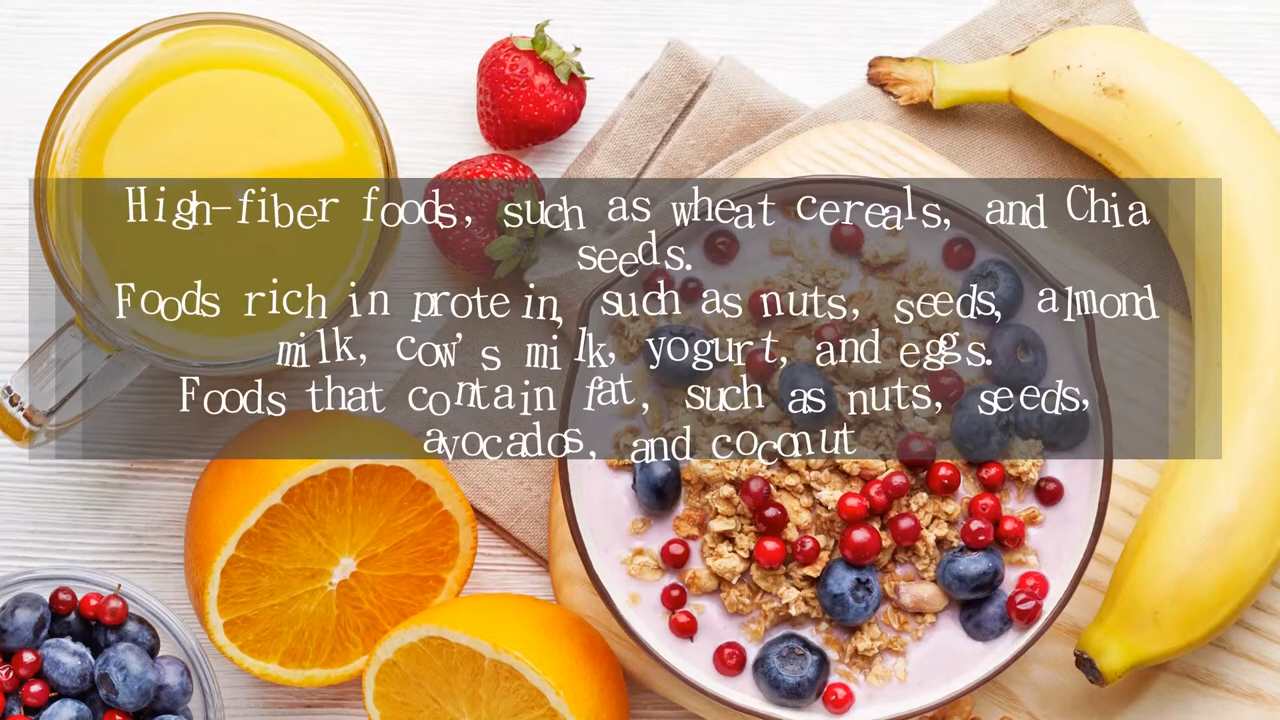 High-fiber foods, such as wheat cereals, and Chia
seeds.
Foods rich in protein, such as nuts, seeds, almond
milk, cow's milk, yogurt, and eggs.
Foods that contain fat, such as nuts, seeds,
avocados, and coconut